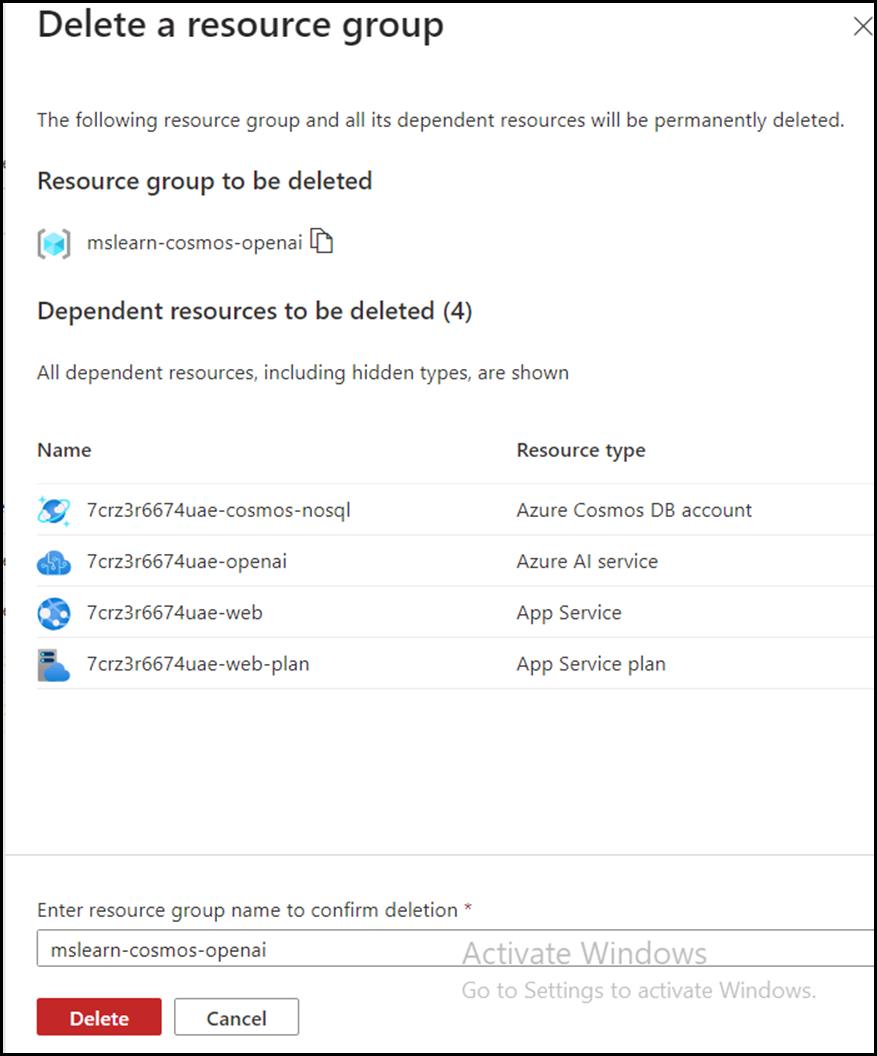 Delete a resource group
The following resource group and all its dependent resources will be permanently deleted.
Resource group to be deleted
mslearn-cosmos-openai
Dependent resources to be deleted (4)
All dependent resources, including hidden types, are shown
Name Resource type
7crz3r6674uae-cosmos-nosql Azure Cosmos DB account
7crz3r6674uae-openai Azure AI service
7crz3r6674uae-web App Service
7crz3r6674uae-web-plan App Service plan
Enter resource group name to confirm deletion *
mslearn-cosmos-openai
Activate Windows
Go to Settings to activate Windows.
Delete Cancel